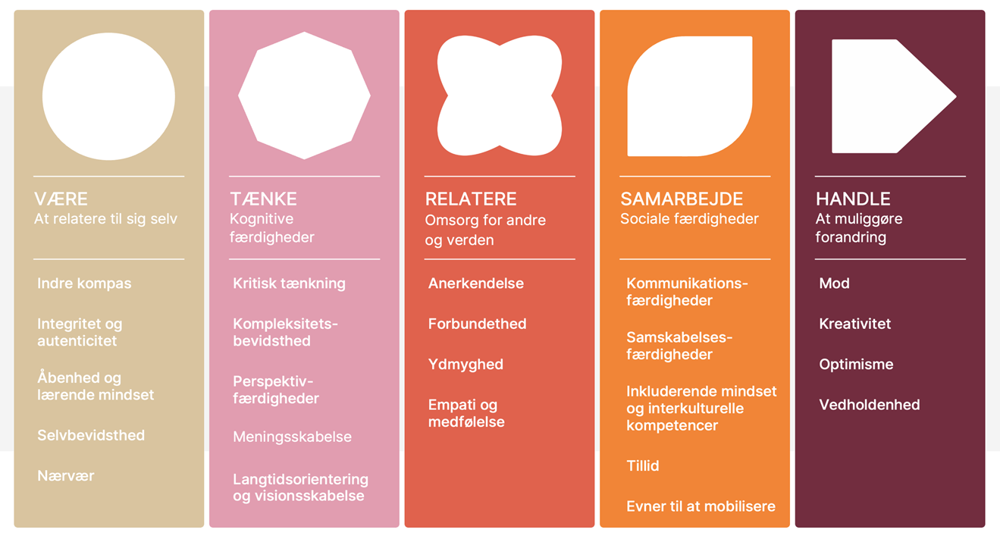 VÆRE
At relatere til sig selv
Indre kompas
Integritet og
autenticitet
Åbenhed og
lærende mindset
Selvbevidsthed
Nærvær
TÆNKE
Kognitive
færdigheder
Kritisk tænkning
Kompleksitets-
bevidsthed
Perspektiv-
færdigheder
Meningsskabelse
Langtidsorientering
og visionsskabelse
RELATERE
Omsorg for andre
og verden
Anerkendelse
Forbundethed
Ydmyghed
Empati og
medfølelse
SAMARBEJDE
Sociale færdigheder
Kommunikations-
færdigheder
Samskabelses-
færdigheder
Inkluderende mindset
og interkulturelle
kompetencer
Tillid
Evner til at mobilisere
HANDLE
At muliggøre
forandring
Mod
Kreativitet
Optimisme
Vedholdenhed